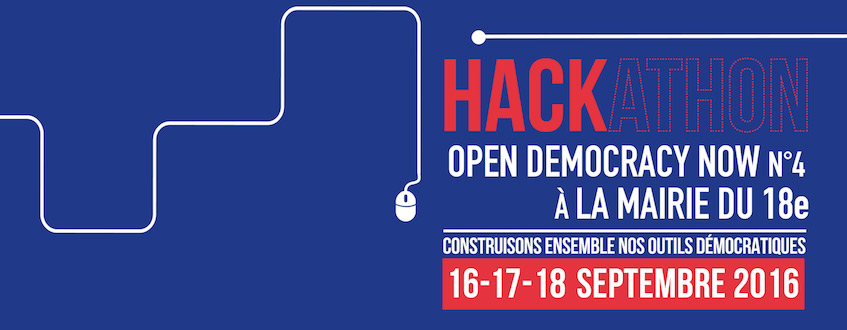 HACKATHON
OPEN DEMOCRACY NOW N°4
À LA MAIRIE DU 18e
CONSTRUISONS ENSEMBLE NOS OUTILS DÉMOCRATIQUES
16-17-18 SEPTEMBRE 2016